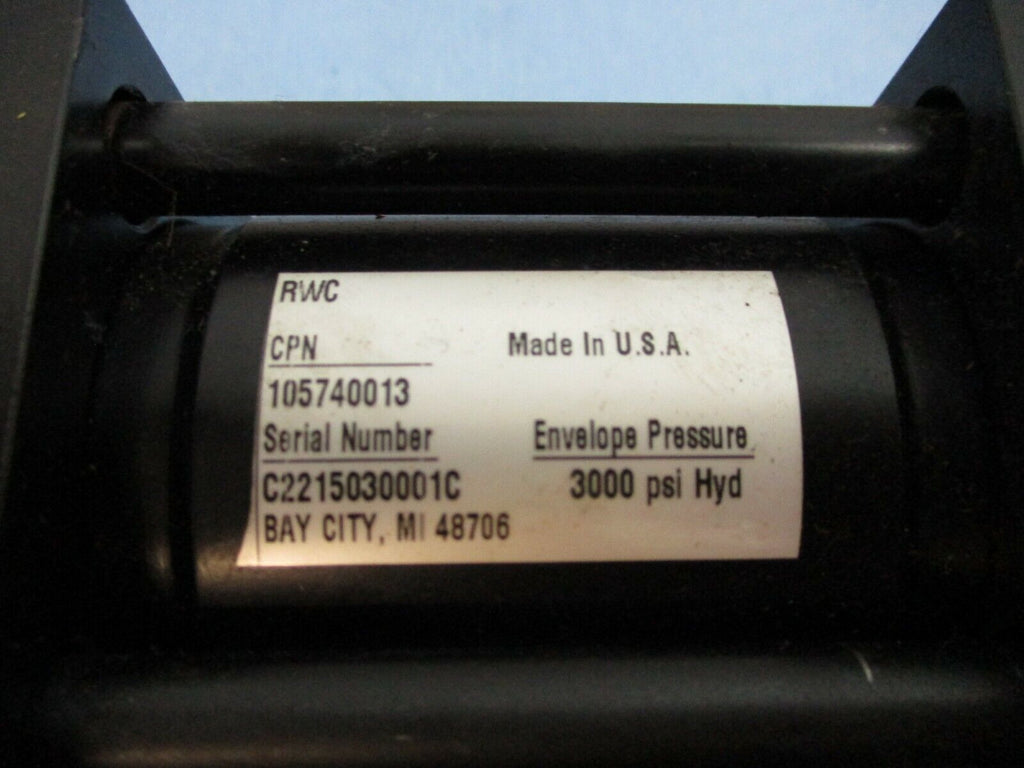 RWC
CPN
Made In U.S.A.
105740013
Serial Number
Envelope Pressure
C2215030001C
3000 psi Hyd
BAY CITY, MI 48706